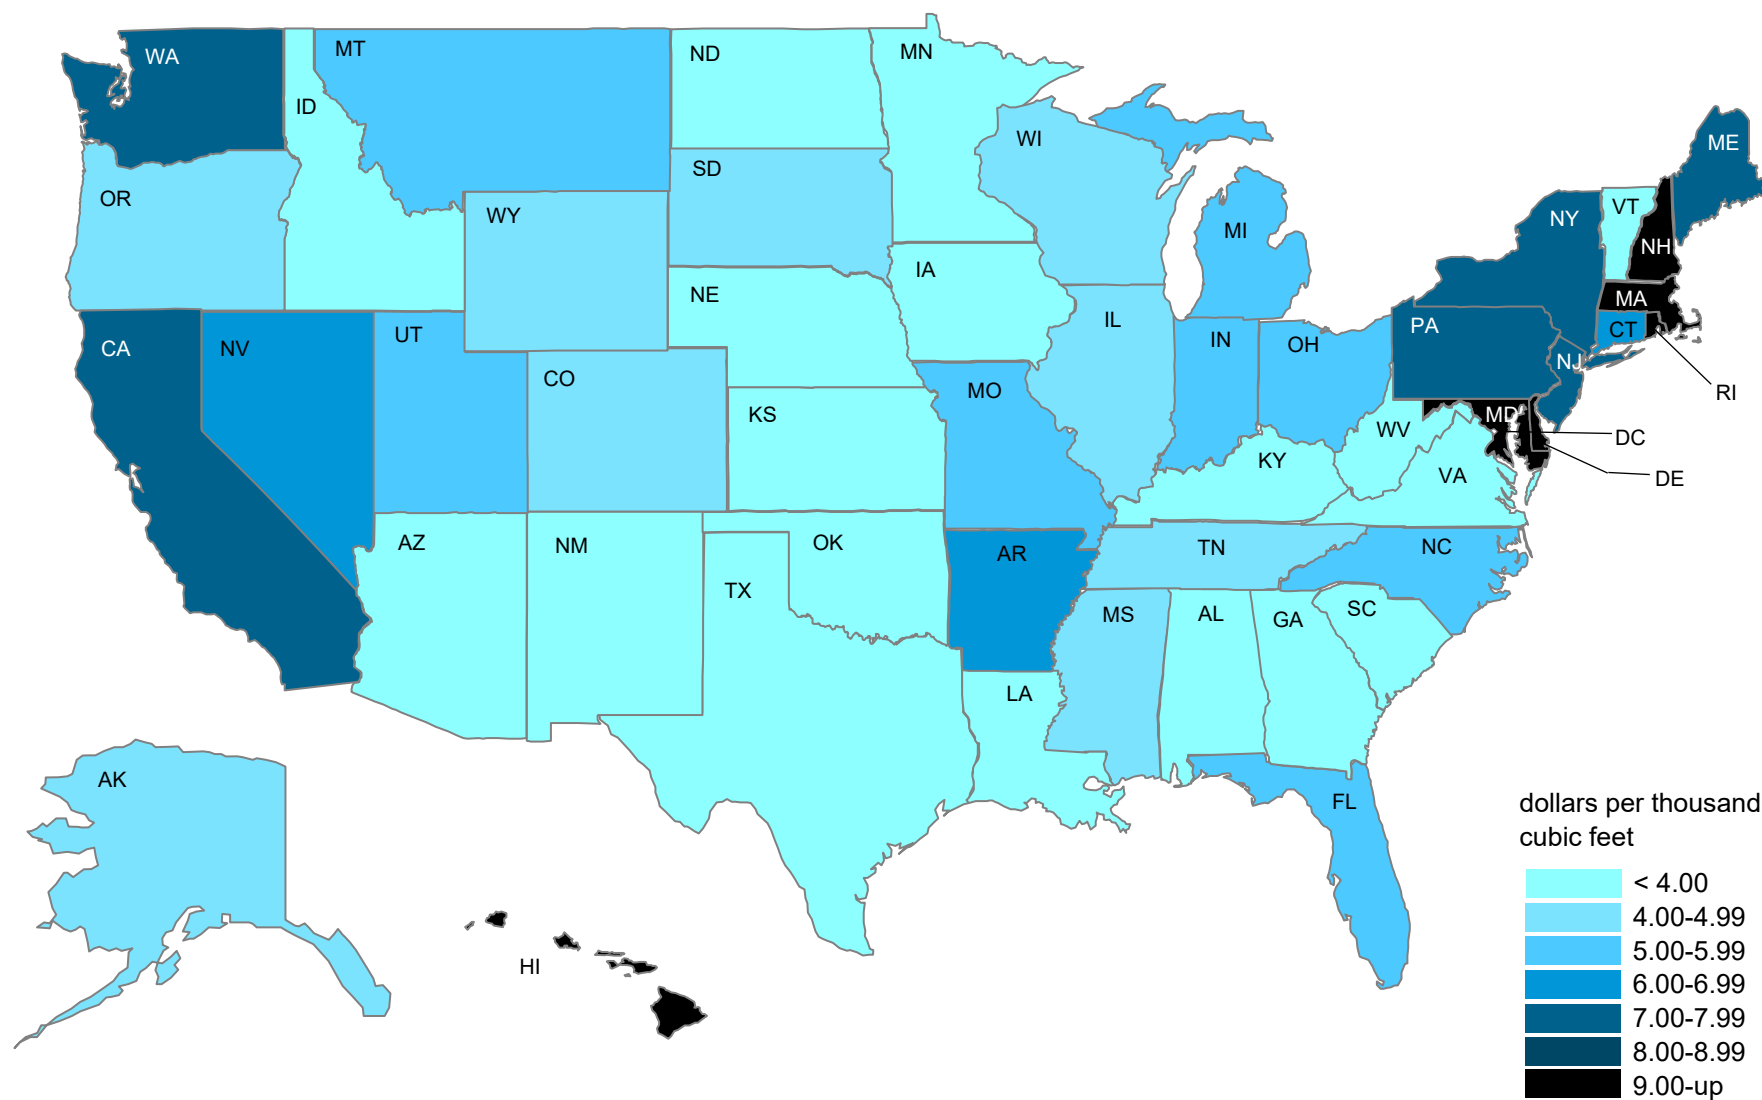 WA
MT
ND
MN
ID
WI
ME
SD
OR
WY
NY
VT
MI
NH
IA
NE
MA
IL
PA
CT
UT
IN
OH
CA
NV
NJ
CO
MO
RI
KS
MD
WV
DC
KY
VA
DE
AZ
NM
OK
AR
TN
NC
TX
MS
AL
GA
SC
LA
AK
FL
HI
dollars per thousand
cubic feet
< 4.00
4.00-4.99
5.00-5.99
6.00-6.99
7.00-7.99
8.00-8.99
9.00-up